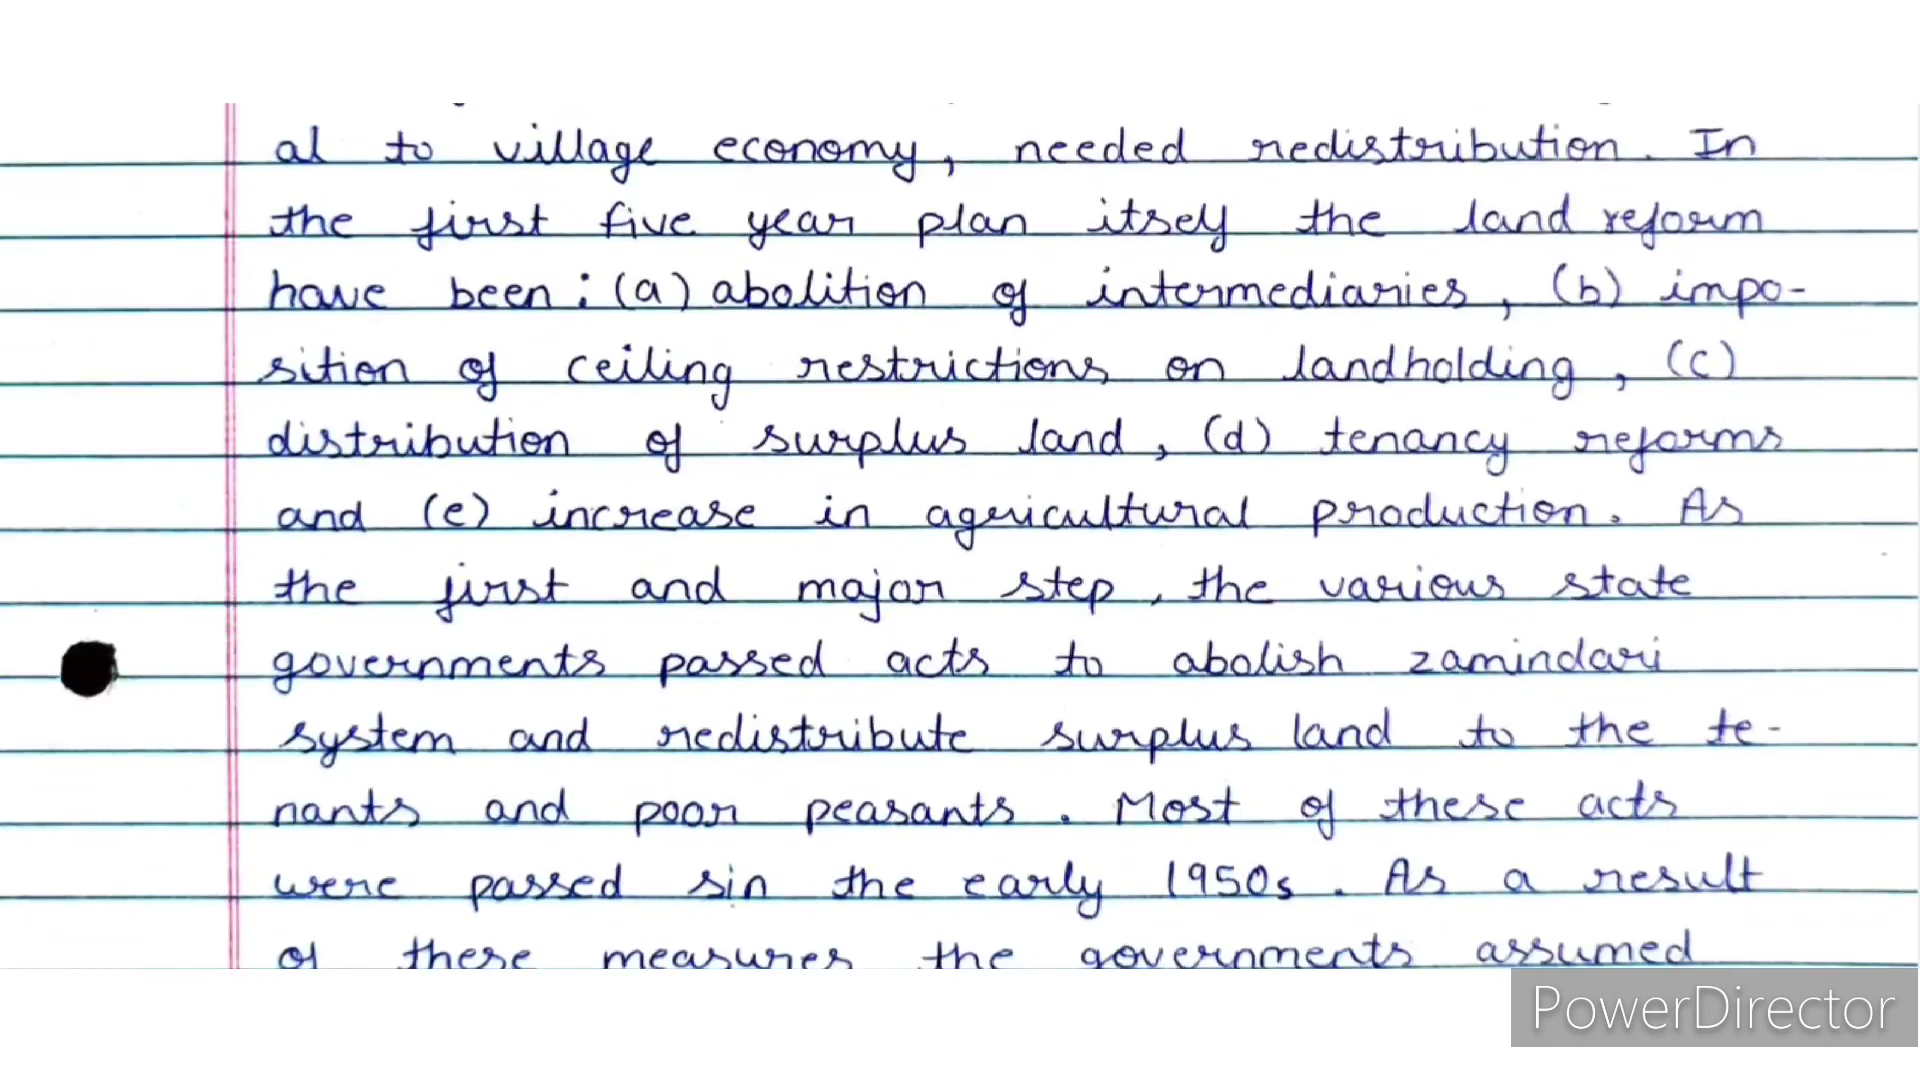 al to village economy, needed redistribution. In
the first five year plan itself the land reform
have been : (a) abolition of intermediaries, (b) impo-
sition of ceiling restrictions on landholding, (c)
distribution of surplus land, (d) tenancy reforms
and (e) increase in agricultural production. As
the first and major step, the various state
governments passed acts to abolish zamindari
system and redistribute surplus land to the te-
nants and poor peasants. Most of these acts
were passed sin the early 1950s. As a result
of these measures the governments assumed
PowerDirector